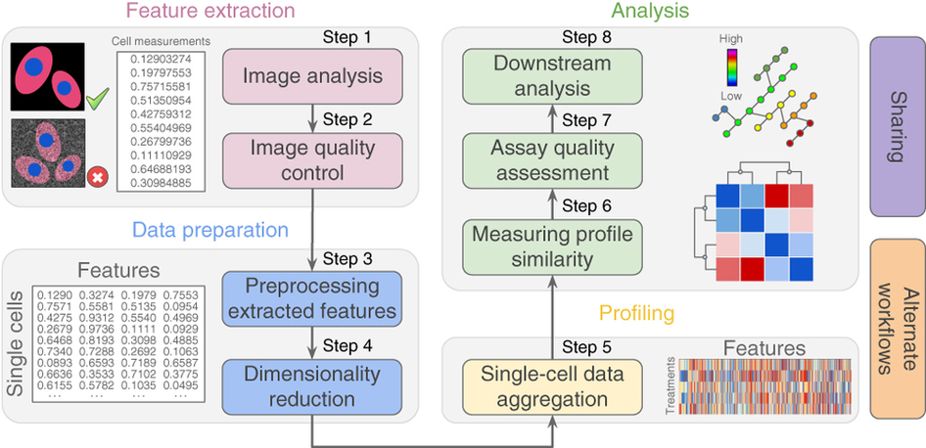 Feature extraction
Cell measurements
0.12903274
0.19797553
0.75715581
0.51350954
0.42759312
0.55404969
0.26799736
0.11110929
0.64688193
0.30984885
Step 1
Image analysis
Step 2
Image quality
control
Data preparation
Features
Single cells
0.1290 0.3274 0.1979 0.7553
0.7571 0.5581 0.5135 0.0954
0.4275 0.9312 0.5540 0.4969
0.2679 0.9736 0.1111 0.0929
0.6468 0.8193 0.3098 0.4885
0.7340 0.7288 0.2692 0.1063
0.0893 0.6593 0.7189 0.6587
0.6636 0.3533 0.7102 0.3775
0.6155 0.5782 0.1035 0.0495
... ... ... ...
Step 3
Preprocessing
extracted features
Step 4
Dimensionality
reduction
Analysis
Step 8
Downstream
analysis
High
Low
Step 7
Assay quality
assessment
Step 6
Measuring profile
similarity
Profiling
Step 5
Single-cell data
aggregation
Features
Treatments
Sharing
Alternate
workflows